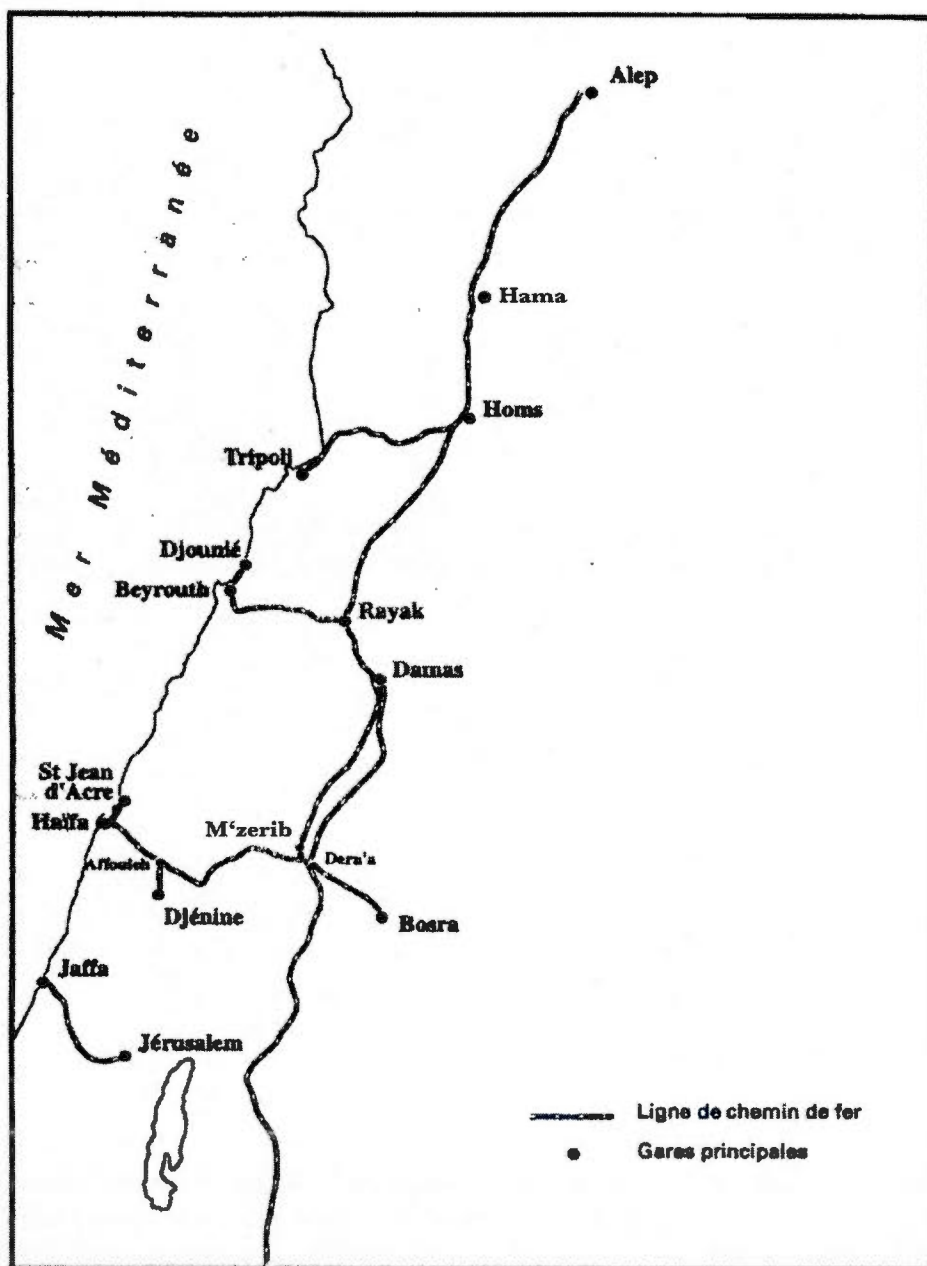 Alep
Mer Méditerranée
Hama
Homs
Tripoli
Djounié
Beyrouth
Rayak
Damas
St Jean
d'Acre
Haïfa
M'zerib
Affouleh
Dera'a
Djénine
Bosra
Jaffa
Jérusalem
Ligne de chemin de fer
Gares principales